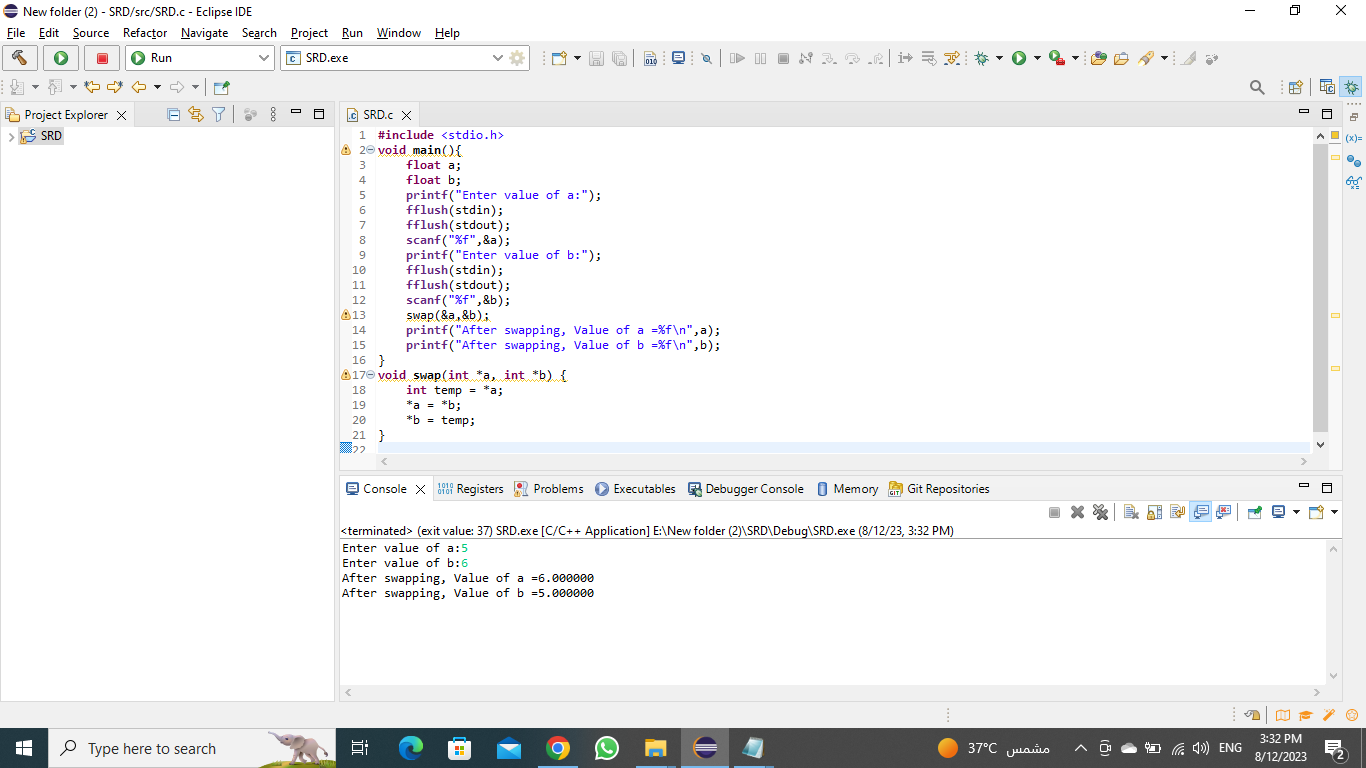 New folder (2) - SRD/src/SRD.c - Eclipse IDE
File Edit Source Refactor Navigate Search Project Run Window Help
Run SRD.exe
Project Explorer
SRD
SRD.c
1 #include <stdio.h>
2 void main(){
3 float a;
4 float b;
5 printf("Enter value of a:");
6 fflush(stdin);
7 fflush(stdout);
8 scanf("%f",&a);
9 printf("Enter value of b:");
10 fflush(stdin);
11 fflush(stdout);
12 scanf("%f",&b);
13 swap(&a,&b);
14 printf("After swapping, Value of a =%f\n",a);
15 printf("After swapping, Value of b =%f\n",b);
16 }
17 void swap(int *a, int *b) {
18 int temp = *a;
19 *a = *b;
20 *b = temp;
21 }
22
Console Registers Problems Executables Debugger Console Memory Git Repositories
<terminated> (exit value: 37) SRD.exe [C/C++ Application] E:\New folder (2)\SRD\Debug\SRD.exe (8/12/23, 3:32 PM)
Enter value of a:5
Enter value of b:6
After swapping, Value of a =6.000000
After swapping, Value of b =5.000000
Type here to search
37°C مشمس
ENG
3:32 PM
8/12/2023
2